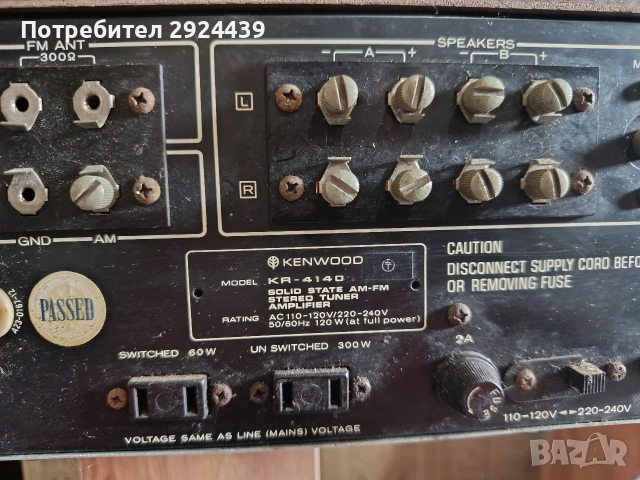 Потребител 2924439
FM ANT
300Ω
SPEAKERS
- A +
- B +
L
R
GND
AM
KENWOOD
MODEL KR-4140
SOLID STATE AM-FM
STEREO TUNER
AMPLIFIER
RATING AC 110-120V/220-240V
50/60Hz 120W (at full power)
CAUTION
DISCONNECT SUPPLY CORD BEFO
OR REMOVING FUSE
PASSED
SWITCHED 60W
UN SWITCHED 300W
2A
FUSE
110-120V◄►220-240V
VOLTAGE SAME AS LINE (MAINS) VOLTAGE
BAZAR